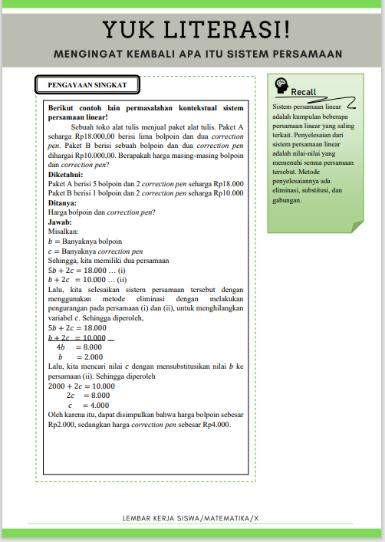 YUK LITERASI!
MENGINGAT KEMBALI APA ITU SISTEM PERSAMAAN
PENGAYAAN SINGKAT
Berikut contoh lain permasalahan kontekstual sistem
persamaan linear!
Sebuah toko alat tulis menjual paket alat tulis. Paket A
seharga Rp18.000,00 berisi lima bolpoin dan dua correction
pen. Paket B berisi sebuah bolpoin dan dua correction pen
dihargai Rp10.000,00. Berapakah harga masing-masing bolpoin
dan correction pen?
Diketahui:
Paket A berisi 5 bolpoin dan 2 correction pen seharga Rp18.000
Paket B berisi 1 bolpoin dan 2 correction pen seharga Rp10.000
Ditanya:
Harga bolpoin dan correction pen?
Jawab:
Misalkan:
b = Banyaknya bolpoin
c = Banyaknya correction pen
Sehingga, kita memiliki dua persamaan
5b + 2c = 18.000 ... (i)
b + 2c = 10.000 ... (ii)
Lalu, kita selesaikan sistem persamaan tersebut dengan
menggunakan metode eliminasi dengan melakukan
pengurangan pada persamaan (i) dan (ii), untuk menghilangkan
variabel c. Sehingga diperoleh,
5b + 2c = 18.000
b + 2c = 10.000 _
4b = 8.000
b = 2.000
Lalu, kita mencari nilai c dengan mensubstitusikan nilai b ke
persamaan (ii). Sehingga diperoleh
2000 + 2c = 10.000
2c = 8.000
c = 4.000
Oleh karena itu, dapat disimpulkan bahwa harga bolpoin sebesar
Rp2.000, sedangkan harga correction pen sebesar Rp4.000.
Recall
Sistem persamaan linear
adalah kumpulan beberapa
persamaan linear yang saling
terkait. Penyelesaian dari
sistem persamaan linear
adalah nilai-nilai yang
memenuhi semua persamaan
tersebut. Metode
penyelesaiannya ada
eliminasi, substitusi, dan
gabungan.
LEMBAR KERJA SISWA/MATEMATIKA/X